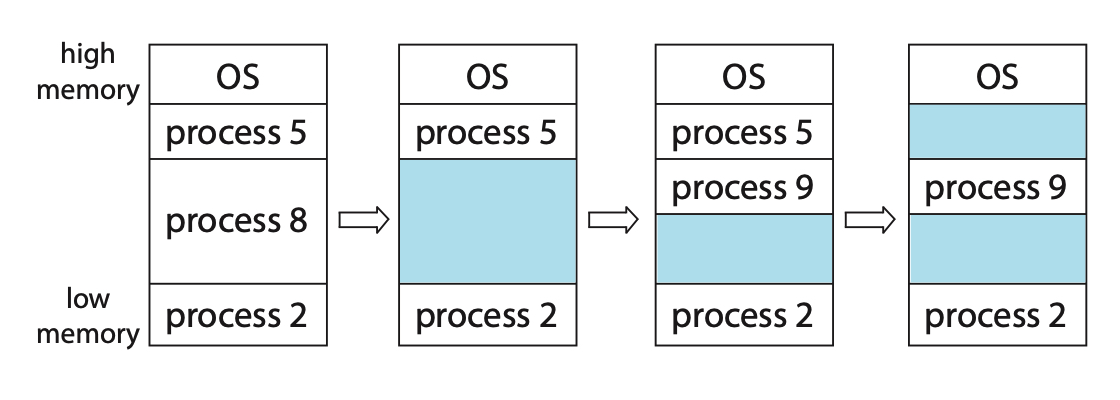 high
memory
OS
process 5
process 8
process 2
low
memory
OS
process 5
process 2
OS
process 5
process 9
process 2
OS
process 9
process 2